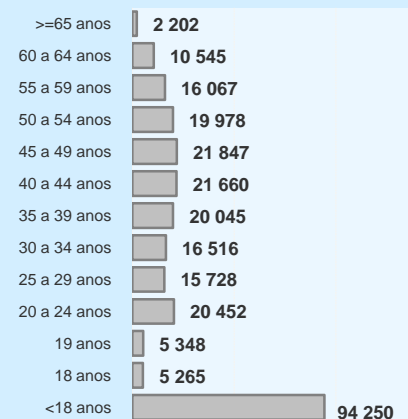 >=65 anos 2 202
60 a 64 anos 10 545
55 a 59 anos 16 067
50 a 54 anos 19 978
45 a 49 anos 21 847
40 a 44 anos 21 660
35 a 39 anos 20 045
30 a 34 anos 16 516
25 a 29 anos 15 728
20 a 24 anos 20 452
19 anos 5 348
18 anos 5 265
<18 anos 94 250